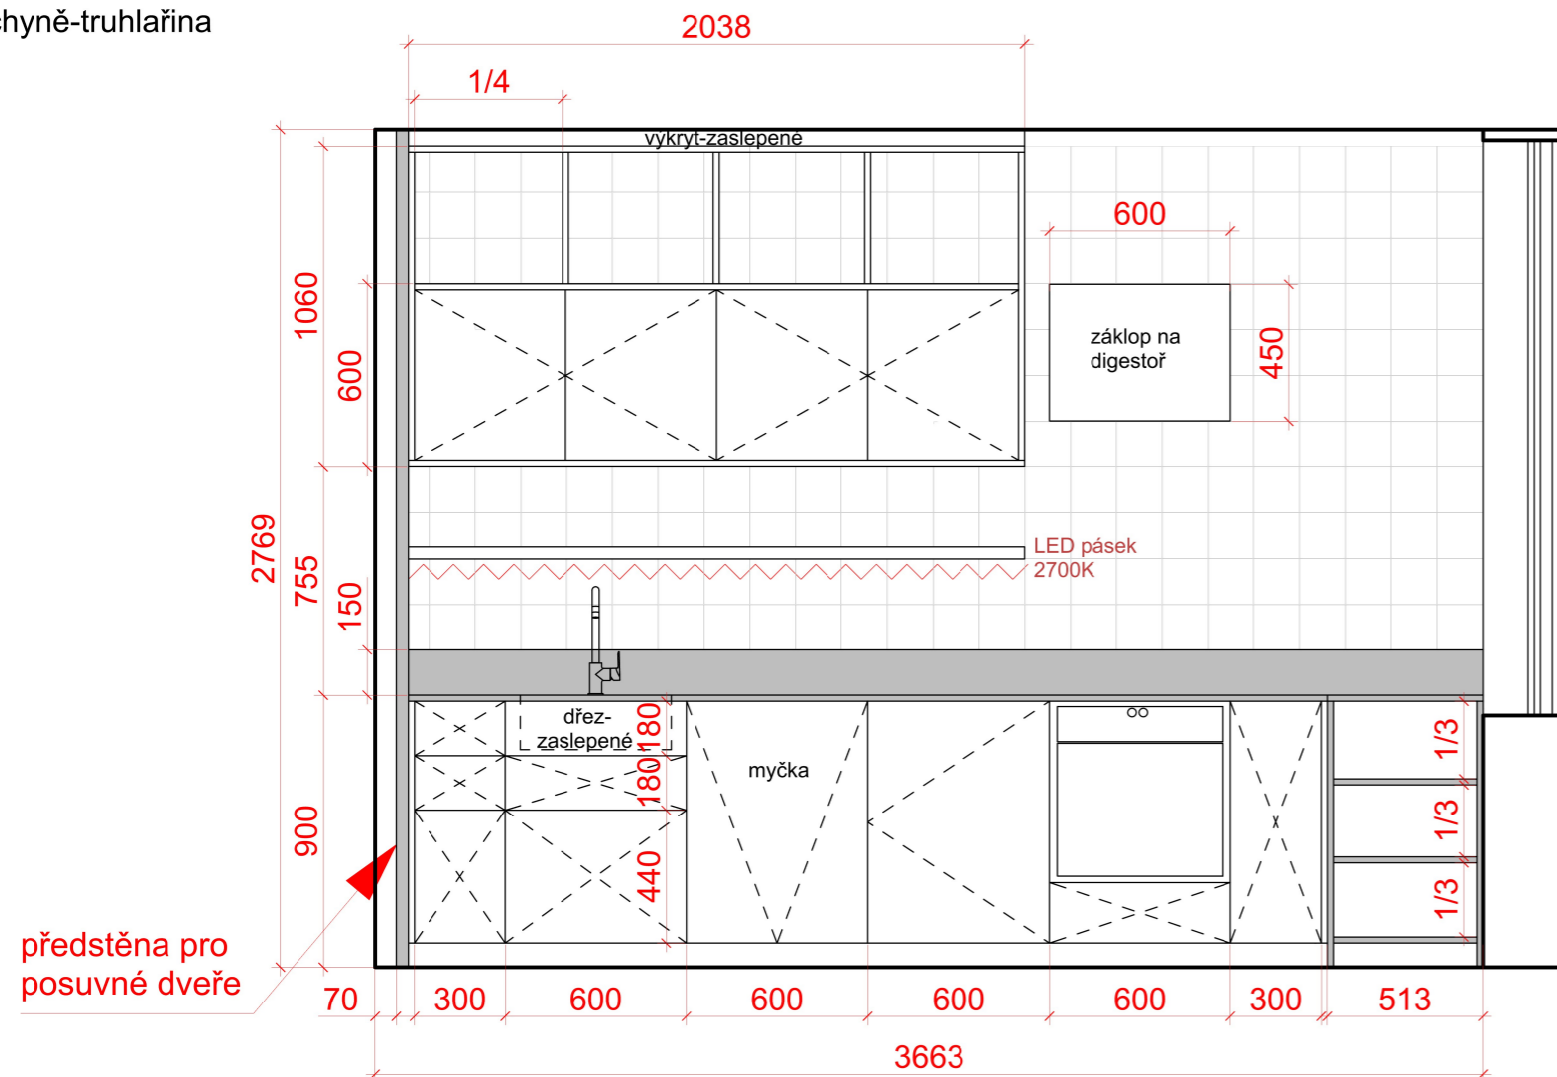 chyně-truhlařina
2038
1/4
výkryt-zaslepené
600
1060
600
záklop na
digestoř
450
2769
755
150
LED pásek
2700K
dřez-
zaslepené
180
180
440
myčka
1/3
1/3
1/3
900
předstěna pro
posuvné dveře
70
300
600
600
600
600
300
513
3663